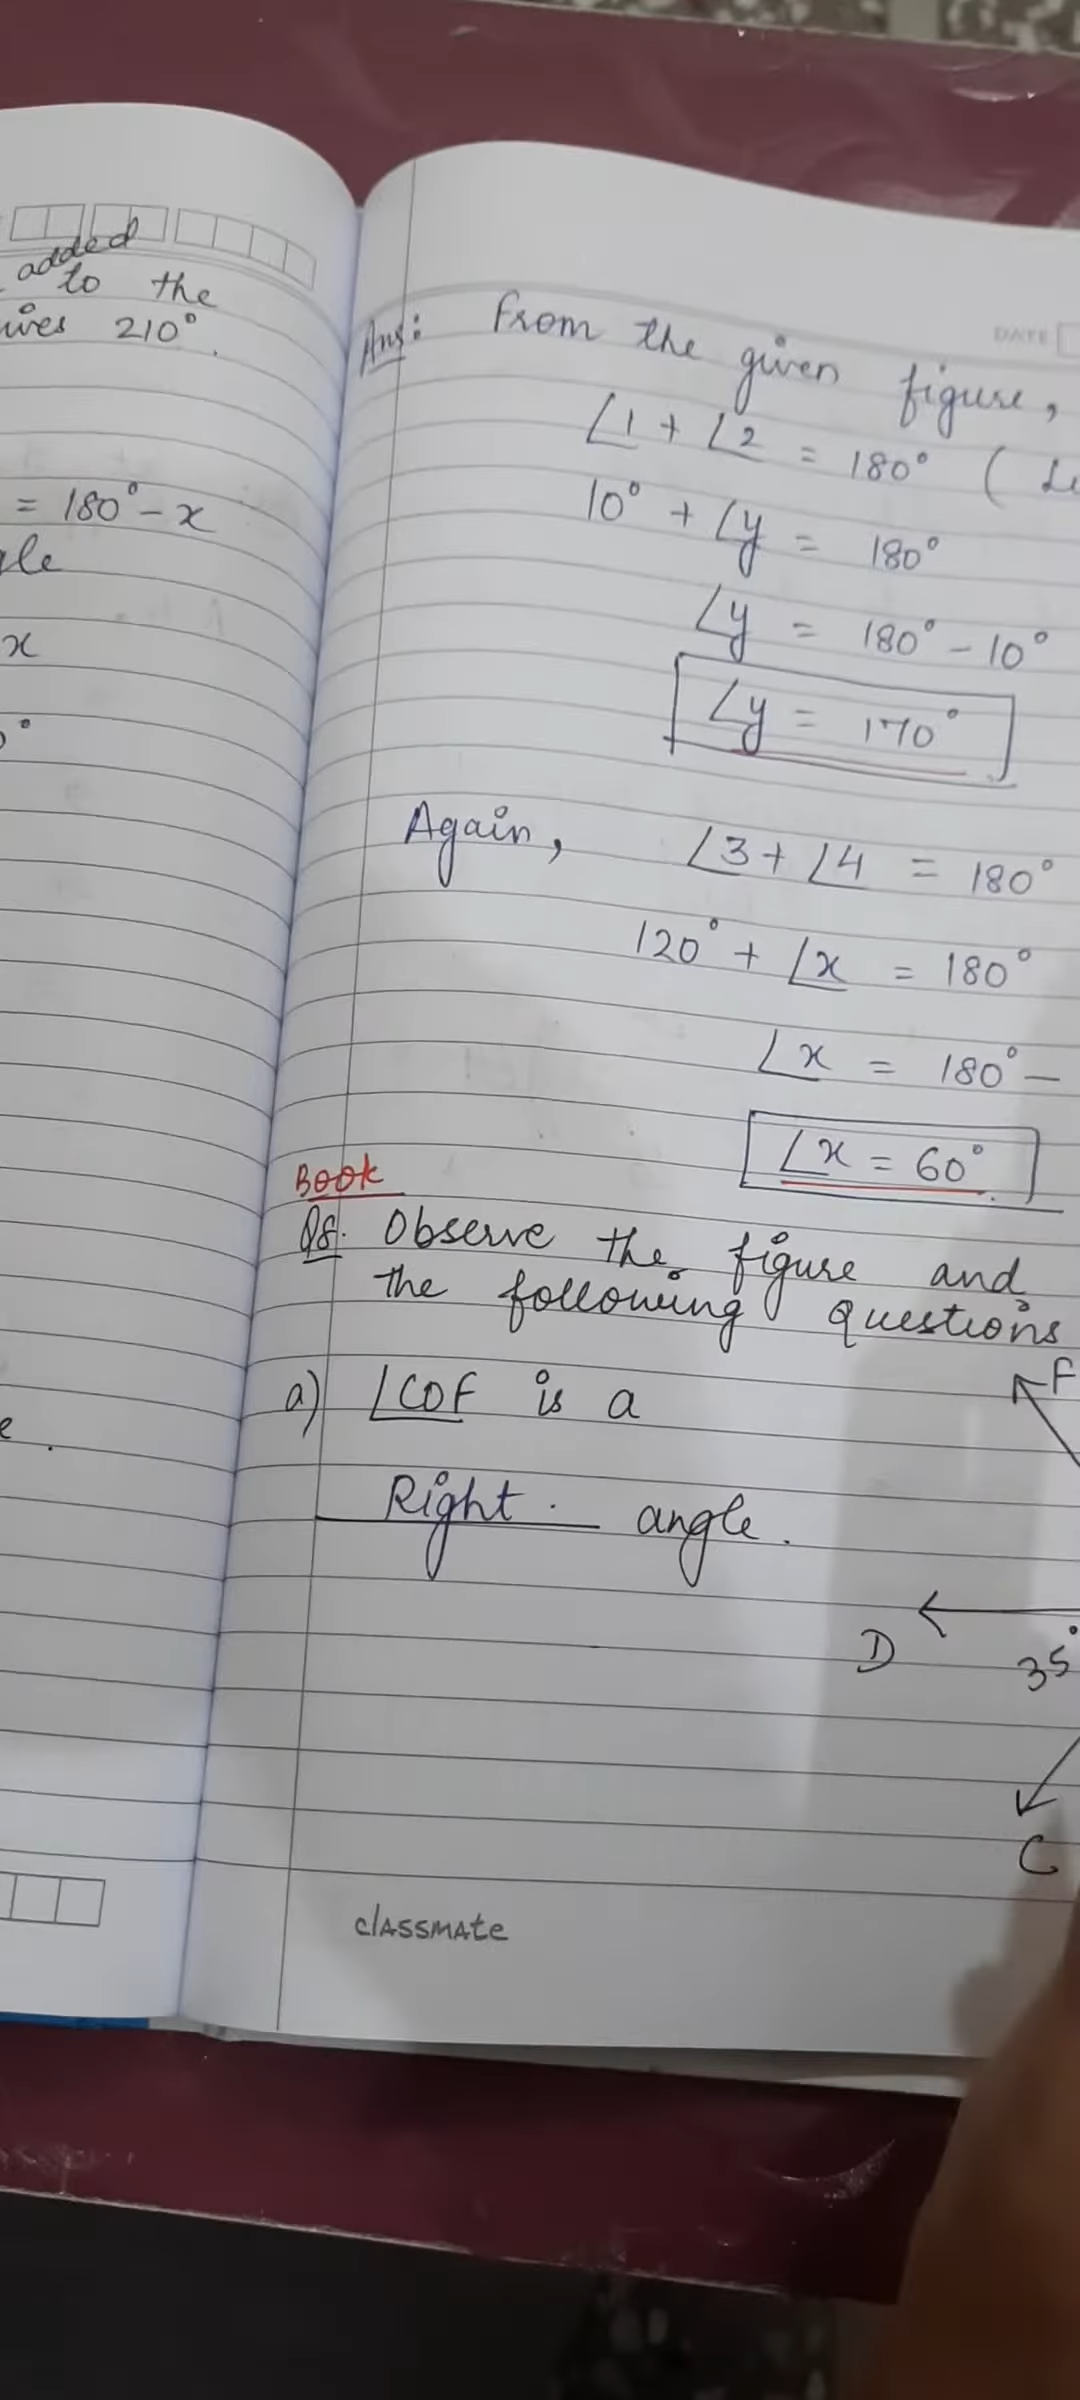 added
to the
210°.
= 180° - x
x
Ans: From the given figure,
∠1 + ∠2 = 180° (
10° + ∠y = 180°
∠y = 180° - 10°
∠y = 170°
Again, ∠3 + ∠4 = 180°
120° + ∠x = 180°
∠x = 180° -
∠x = 60°
Book
Q8. Observe the figure and
the following questions
a) ∠COF is a
Right. angle.
F
D
35°
C
classmate
DATE